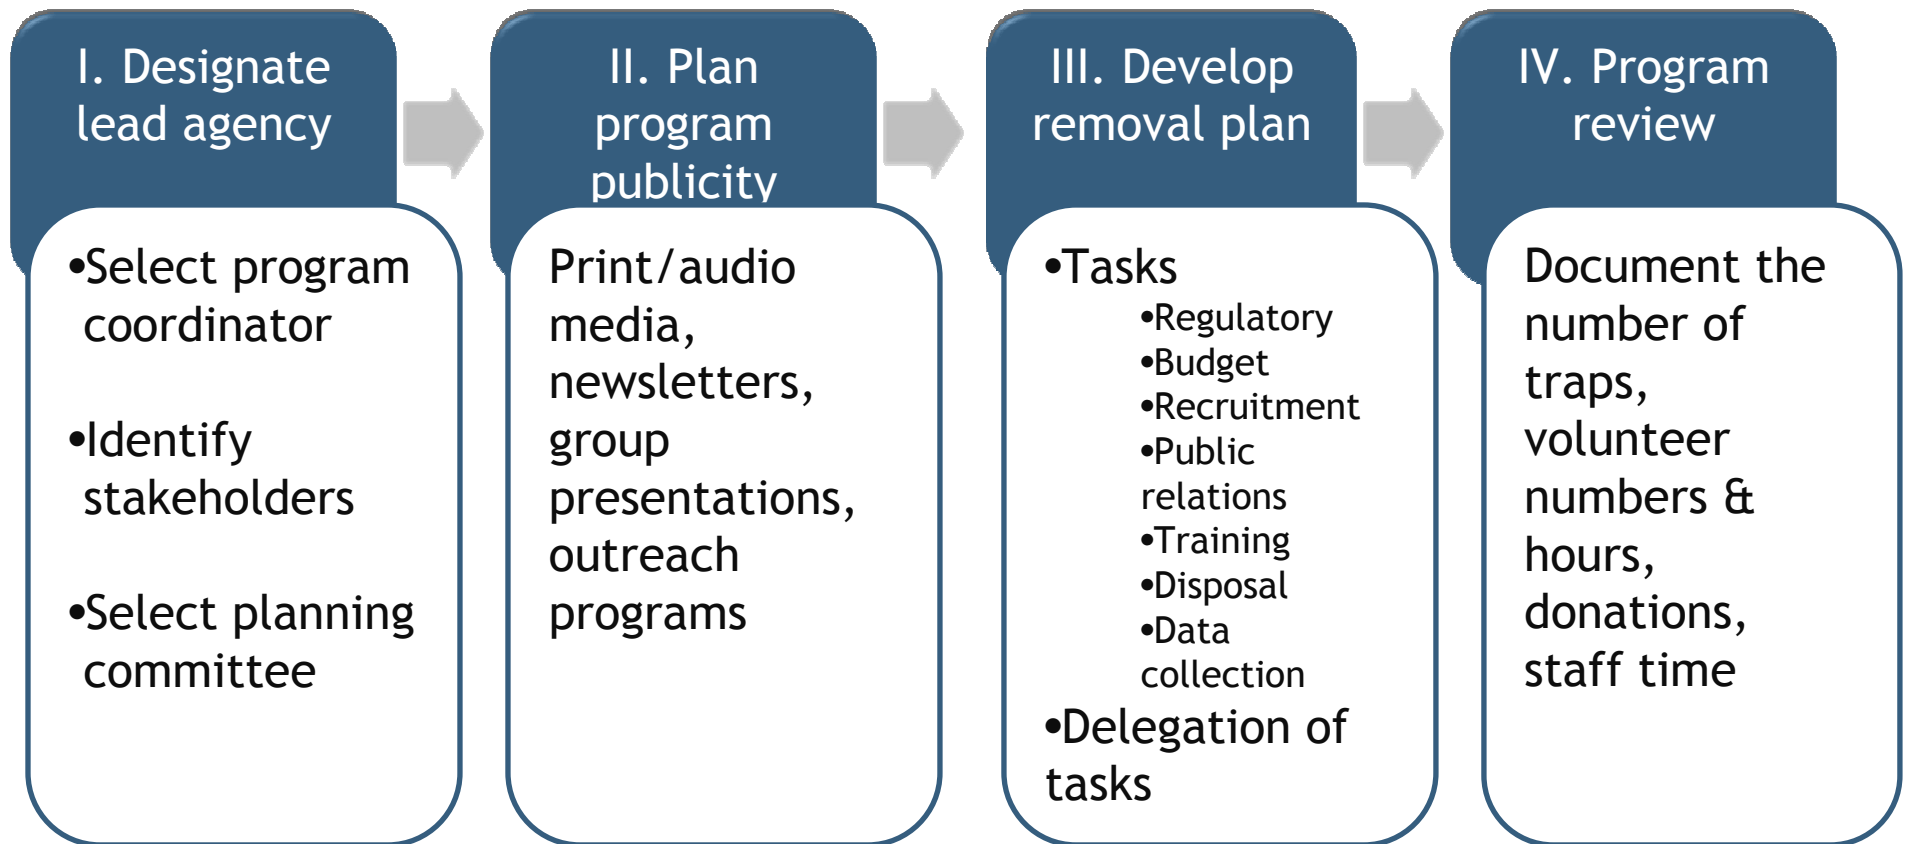 I. Designate
lead agency
•Select program
coordinator
•Identify
stakeholders
•Select planning
committee
II. Plan
program
publicity
Print/audio
media,
newsletters,
group
presentations,
outreach
programs
III. Develop
removal plan
•Tasks
•Regulatory
•Budget
•Recruitment
•Public
relations
•Training
•Disposal
•Data
collection
•Delegation of
tasks
IV. Program
review
Document the
number of
traps,
volunteer
numbers &
hours,
donations,
staff time